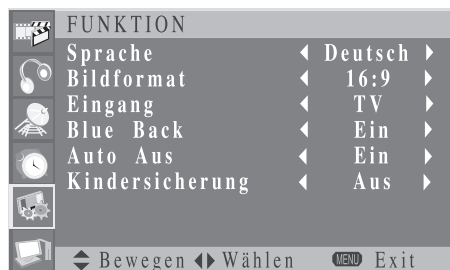 FUNKTION
Sprache Deutsch
Bildformat 16:9
Eingang TV
Blue Back Ein
Auto Aus Ein
Kindersicherung Aus
Bewegen Wählen MENU Exit